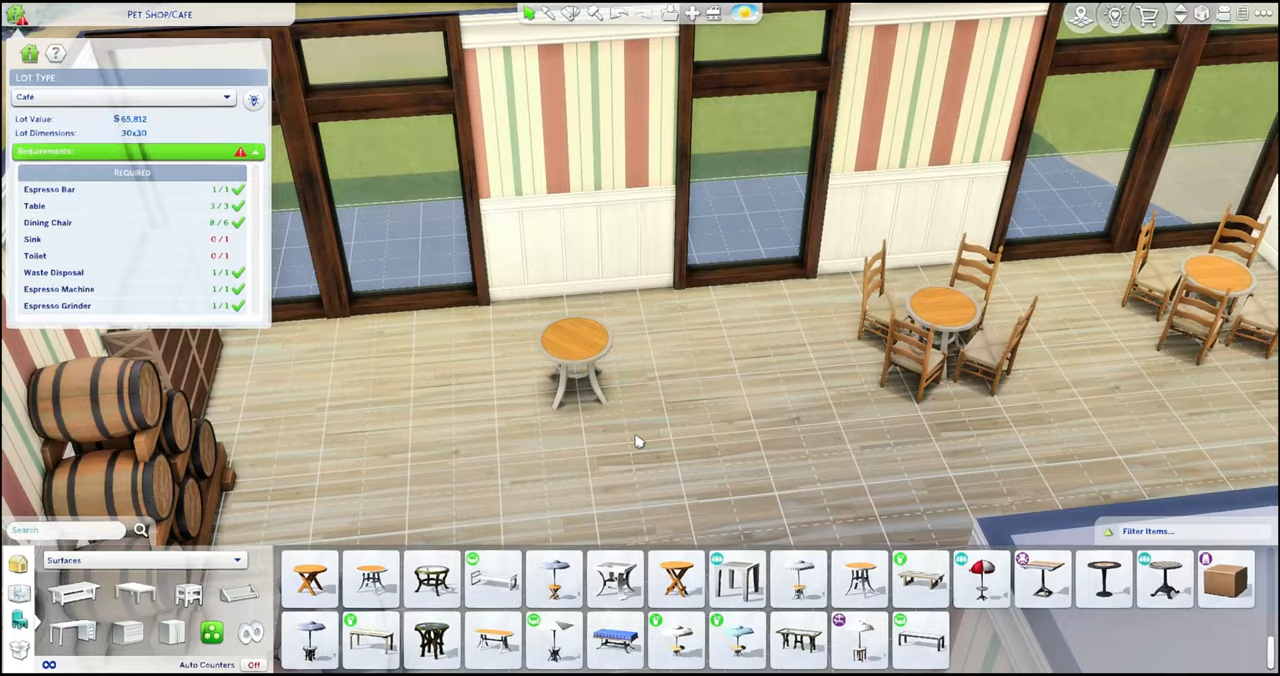 PET SHOP/CAFE
LOT TYPE
Café
Lot Value: §65,812
Lot Dimensions: 30x30
Requirements:
REQUIRED
Espresso Bar 1/1
Table 3/3
Dining Chair 8/6
Sink 0/1
Toilet 0/1
Waste Disposal 1/1
Espresso Machine 1/1
Espresso Grinder 1/1
Search
Filter Items...
Surfaces
Auto Counters Off